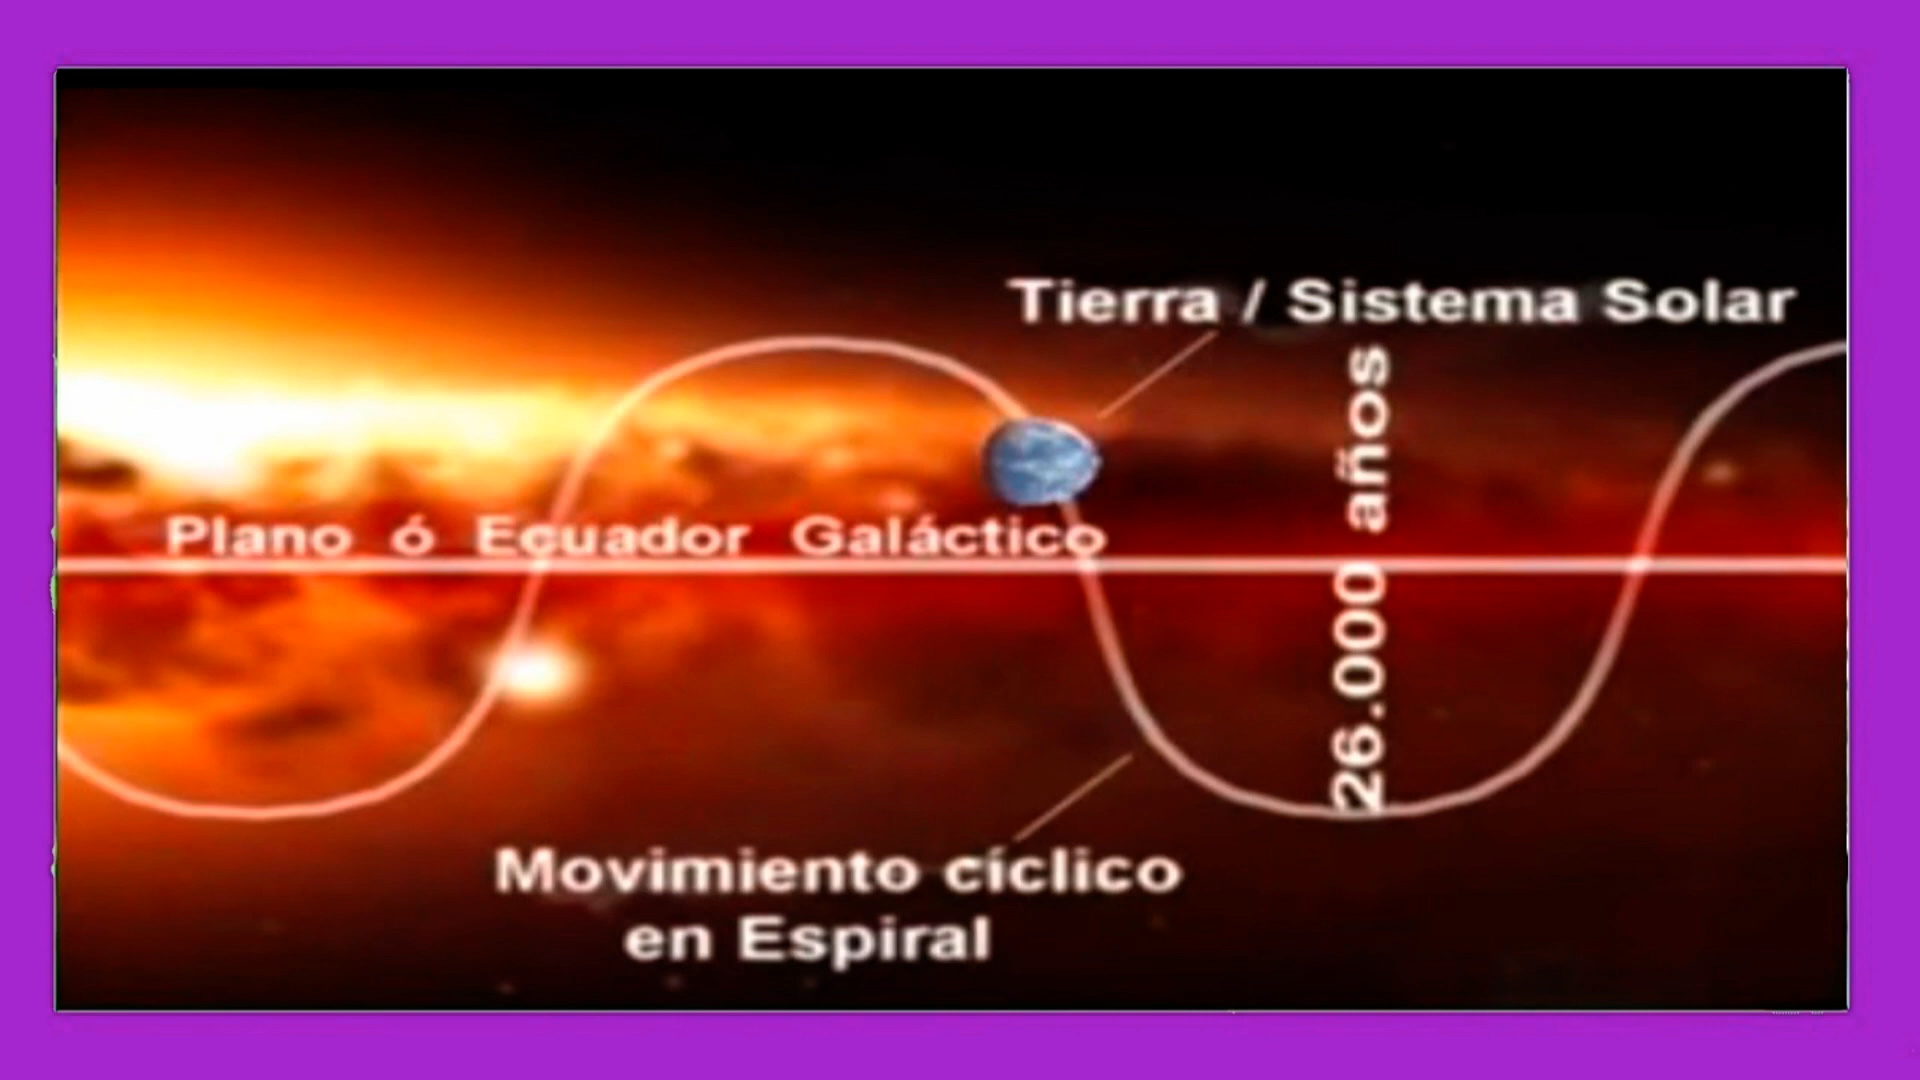 Tierra / Sistema Solar
26.000 años
Plano ó Ecuador Galáctico
Movimiento cíclico
en Espiral